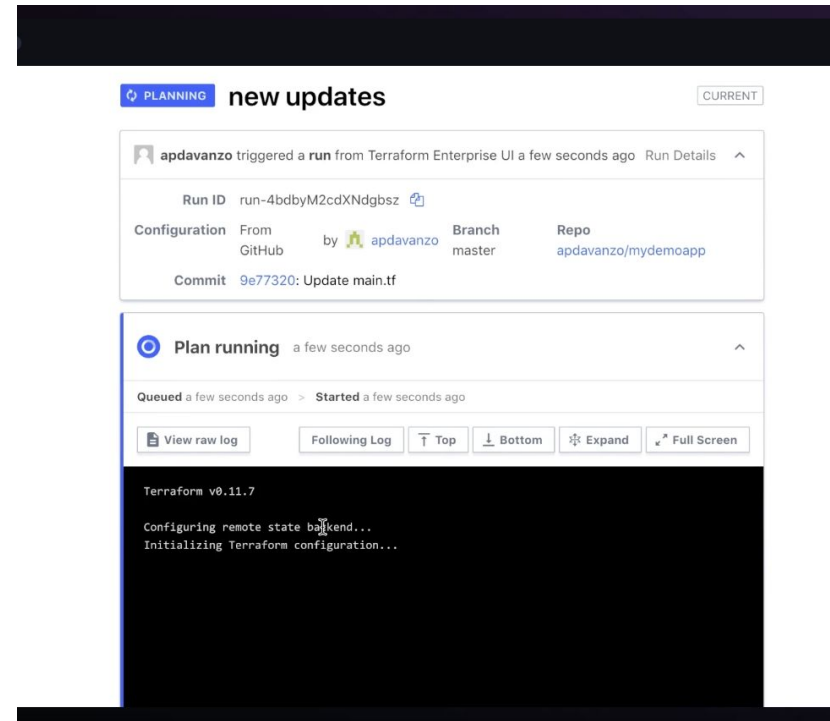 PLANNING new updates CURRENT
apdavanzo triggered a run from Terraform Enterprise UI a few seconds ago Run Details
Run ID run-4bdbyM2cdXNdgbsz
Configuration From GitHub by apdavanzo Branch master Repo apdavanzo/mydemoapp
Commit 9e77320: Update main.tf
Plan running a few seconds ago
Queued a few seconds ago > Started a few seconds ago
View raw log Following Log Top Bottom Expand Full Screen
Terraform v0.11.7
Configuring remote state backend...
Initializing Terraform configuration...